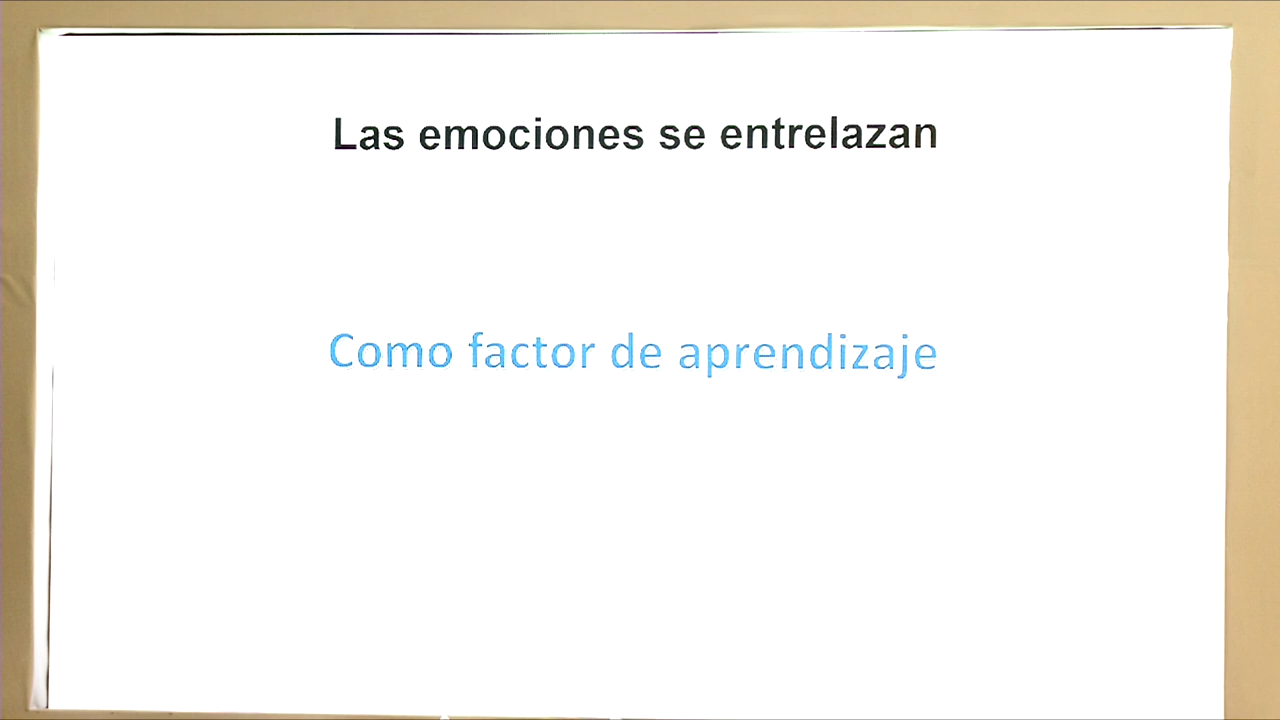 Las emociones se entrelazan
Como factor de aprendizaje